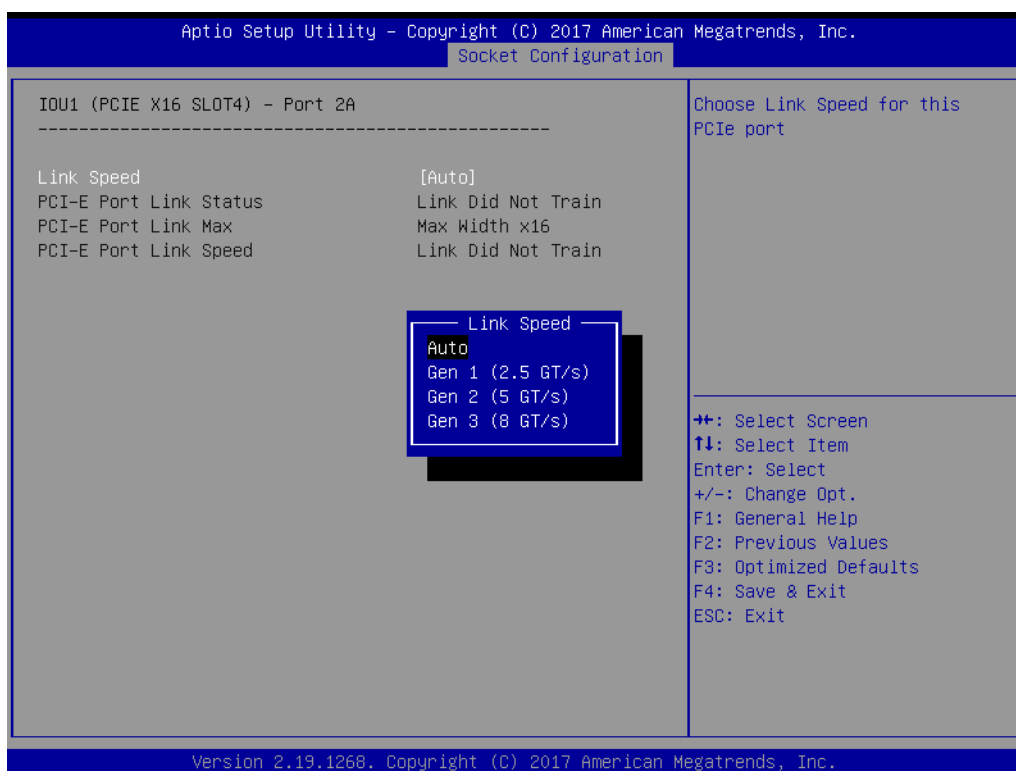 Aptio Setup Utility – Copyright (C) 2017 American Megatrends, Inc.
Socket Configuration
IOU1 (PCIE X16 SLOT4) – Port 2A
--------------------------------------------------
Link Speed [Auto]
PCI-E Port Link Status Link Did Not Train
PCI-E Port Link Max Max Width x16
PCI-E Port Link Speed Link Did Not Train
Link Speed
Auto
Gen 1 (2.5 GT/s)
Gen 2 (5 GT/s)
Gen 3 (8 GT/s)
Choose Link Speed for this
PCIe port
→←: Select Screen
↑↓: Select Item
Enter: Select
+/-: Change Opt.
F1: General Help
F2: Previous Values
F3: Optimized Defaults
F4: Save & Exit
ESC: Exit
Version 2.19.1268. Copyright (C) 2017 American Megatrends, Inc.